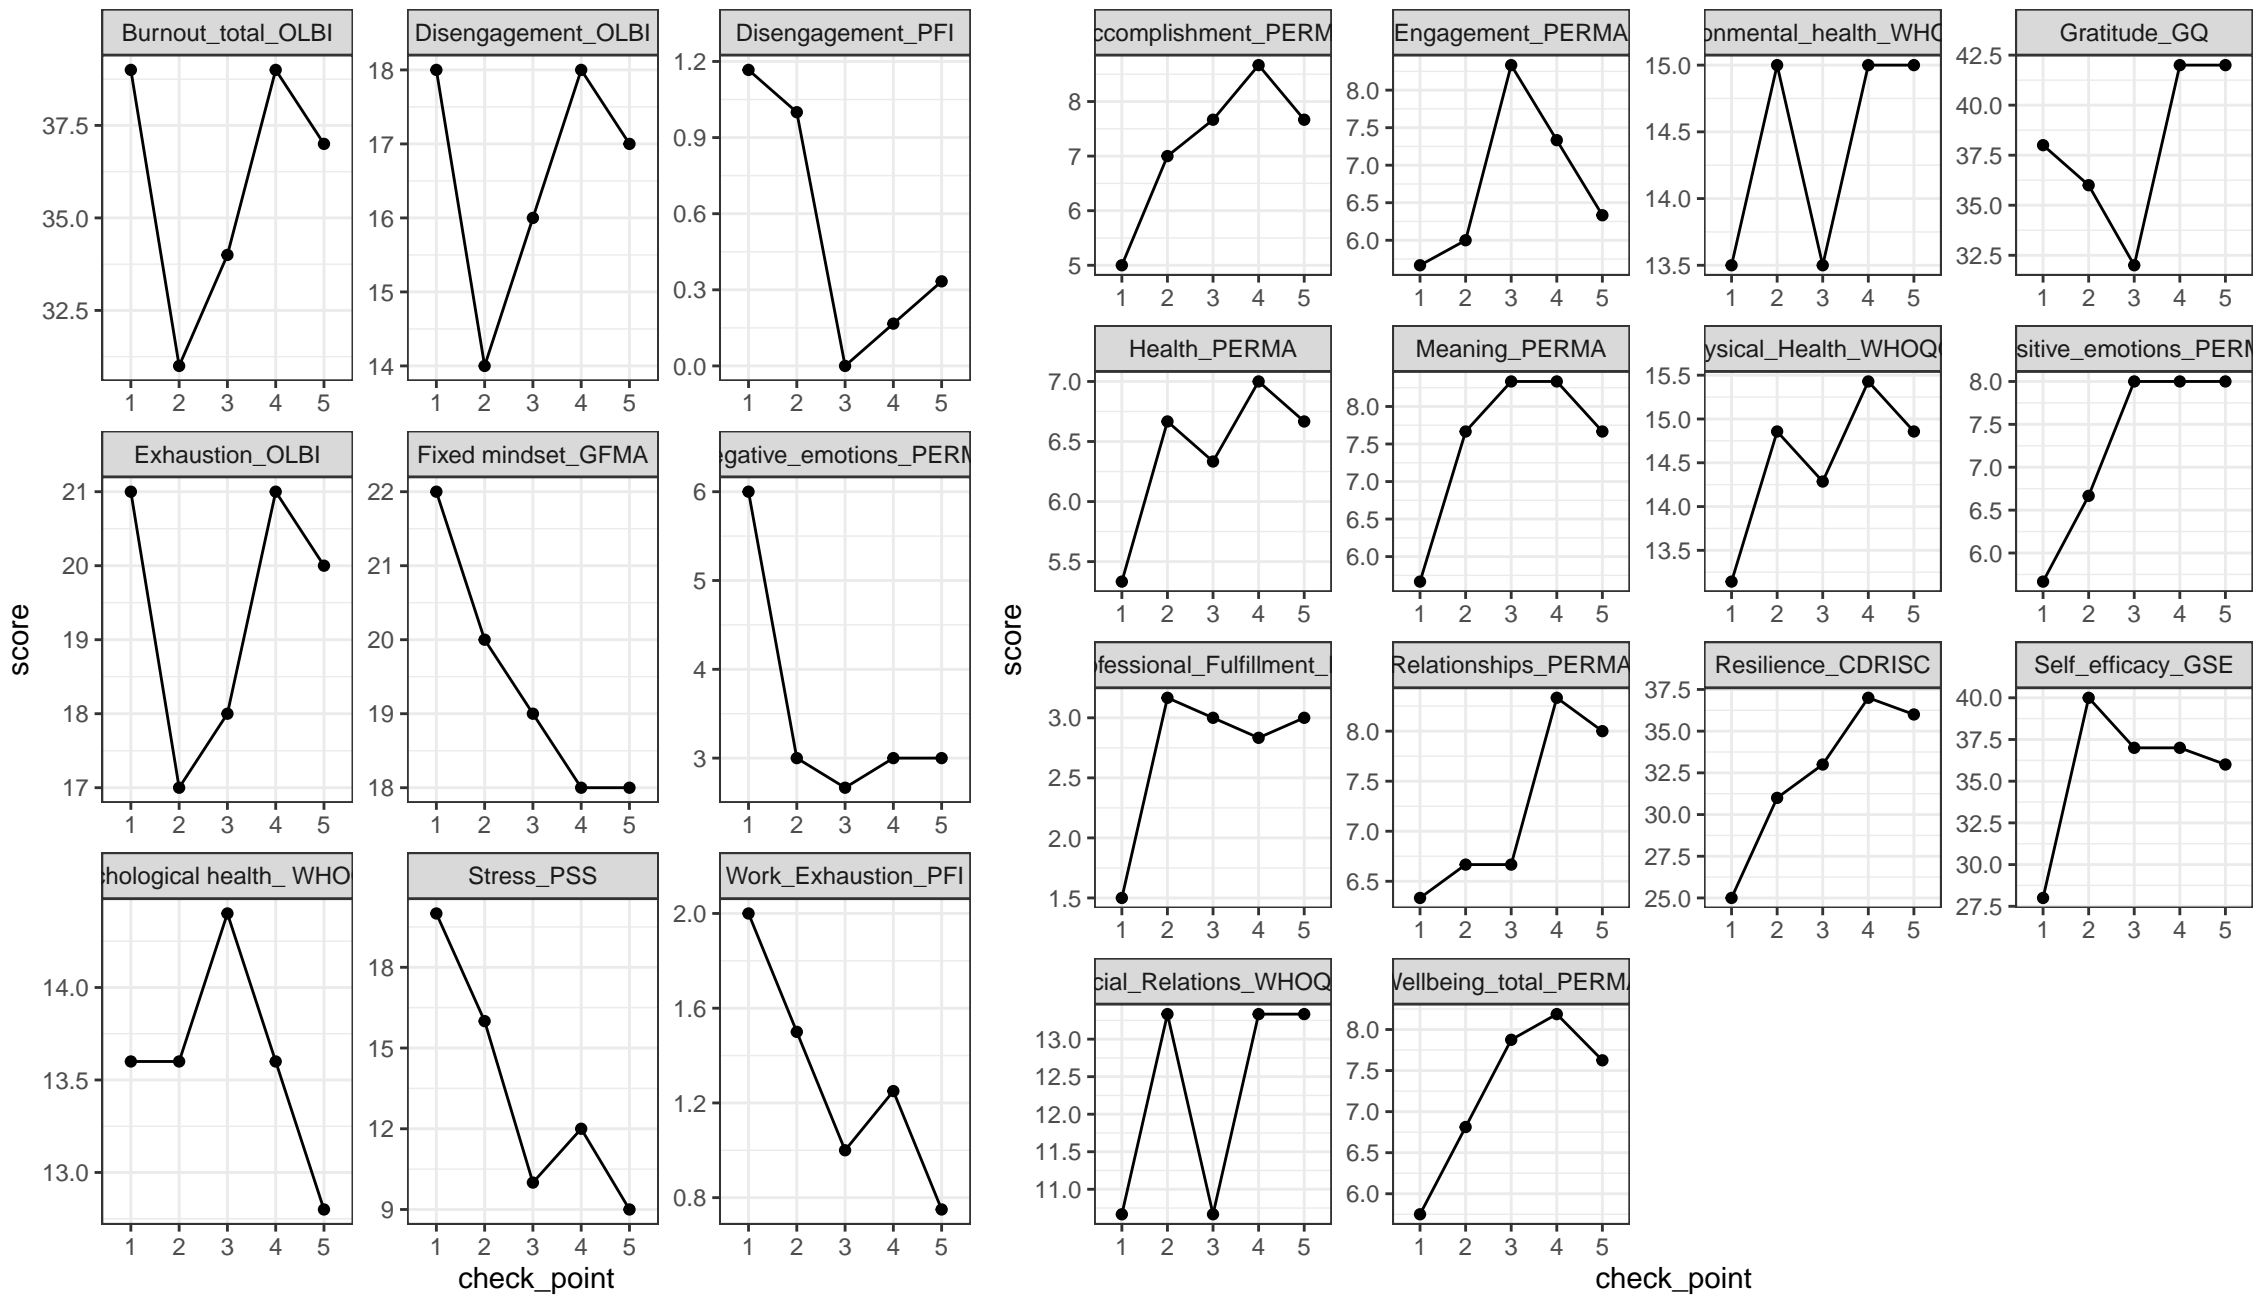 Burnout_total_OLBI
37.5
35.0
32.5
1 2 3 4 5
Disengagement_OLBI
18
17
16
15
14
1 2 3 4 5
Disengagement_PFI
1.2
0.9
0.6
0.3
0.0
1 2 3 4 5
Exhaustion_OLBI
21
20
19
18
17
1 2 3 4 5
Fixed mindset_GFMA
22
21
20
19
18
1 2 3 4 5
egative_emotions_PERM
6
5
4
3
1 2 3 4 5
chological health_ WHO
14.0
13.5
13.0
1 2 3 4 5
Stress_PSS
18
15
12
9
1 2 3 4 5
Work_Exhaustion_PFI
2.0
1.6
1.2
0.8
1 2 3 4 5
score
check_point
ccomplishment_PERM
8
7
6
5
1 2 3 4 5
Engagement_PERMA
8.0
7.5
7.0
6.5
6.0
1 2 3 4 5
onmental_health_WHO
15.0
14.5
14.0
13.5
1 2 3 4 5
Gratitude_GQ
42.5
40.0
37.5
35.0
32.5
1 2 3 4 5
Health_PERMA
7.0
6.5
6.0
5.5
1 2 3 4 5
Meaning_PERMA
8.0
7.5
7.0
6.5
6.0
1 2 3 4 5
ysical_Health_WHOQ
15.5
15.0
14.5
14.0
13.5
1 2 3 4 5
sitive_emotions_PERM
8.0
7.5
7.0
6.5
6.0
1 2 3 4 5
ofessional_Fulfillment_
3.0
2.5
2.0
1.5
1 2 3 4 5
Relationships_PERMA
8.0
7.5
7.0
6.5
1 2 3 4 5
Resilience_CDRISC
37.5
35.0
32.5
30.0
27.5
25.0
1 2 3 4 5
Self_efficacy_GSE
40.0
37.5
35.0
32.5
30.0
27.5
1 2 3 4 5
cial_Relations_WHOQ
13.0
12.5
12.0
11.5
11.0
1 2 3 4 5
Wellbeing_total_PERMA
8.0
7.5
7.0
6.5
6.0
1 2 3 4 5
score
check_point